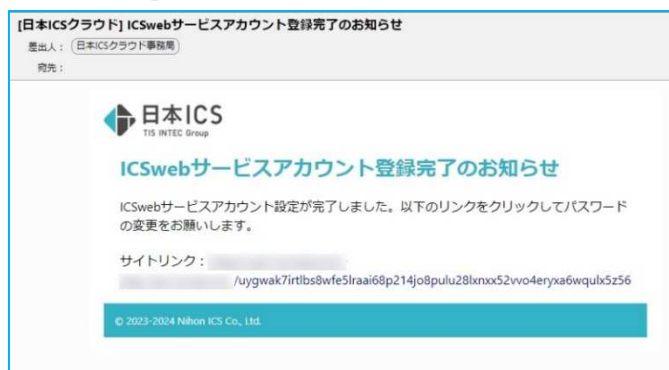 [日本ICSクラウド] ICSwebサービスアカウント登録完了のお知らせ
差出人： 日本ICSクラウド事務局
宛先：
日本ICS
TIS INTEC Group
ICSwebサービスアカウント登録完了のお知らせ
ICSwebサービスアカウント設定が完了しました。以下のリンクをクリックしてパスワード
の変更をお願いします。
サイトリンク：
/uygwak7irtlbs8wfe5lraai68p214jo8pulu28lxnxx52vvo4eryxa6wqulx5z56
© 2023-2024 Nihon ICS Co., Ltd.